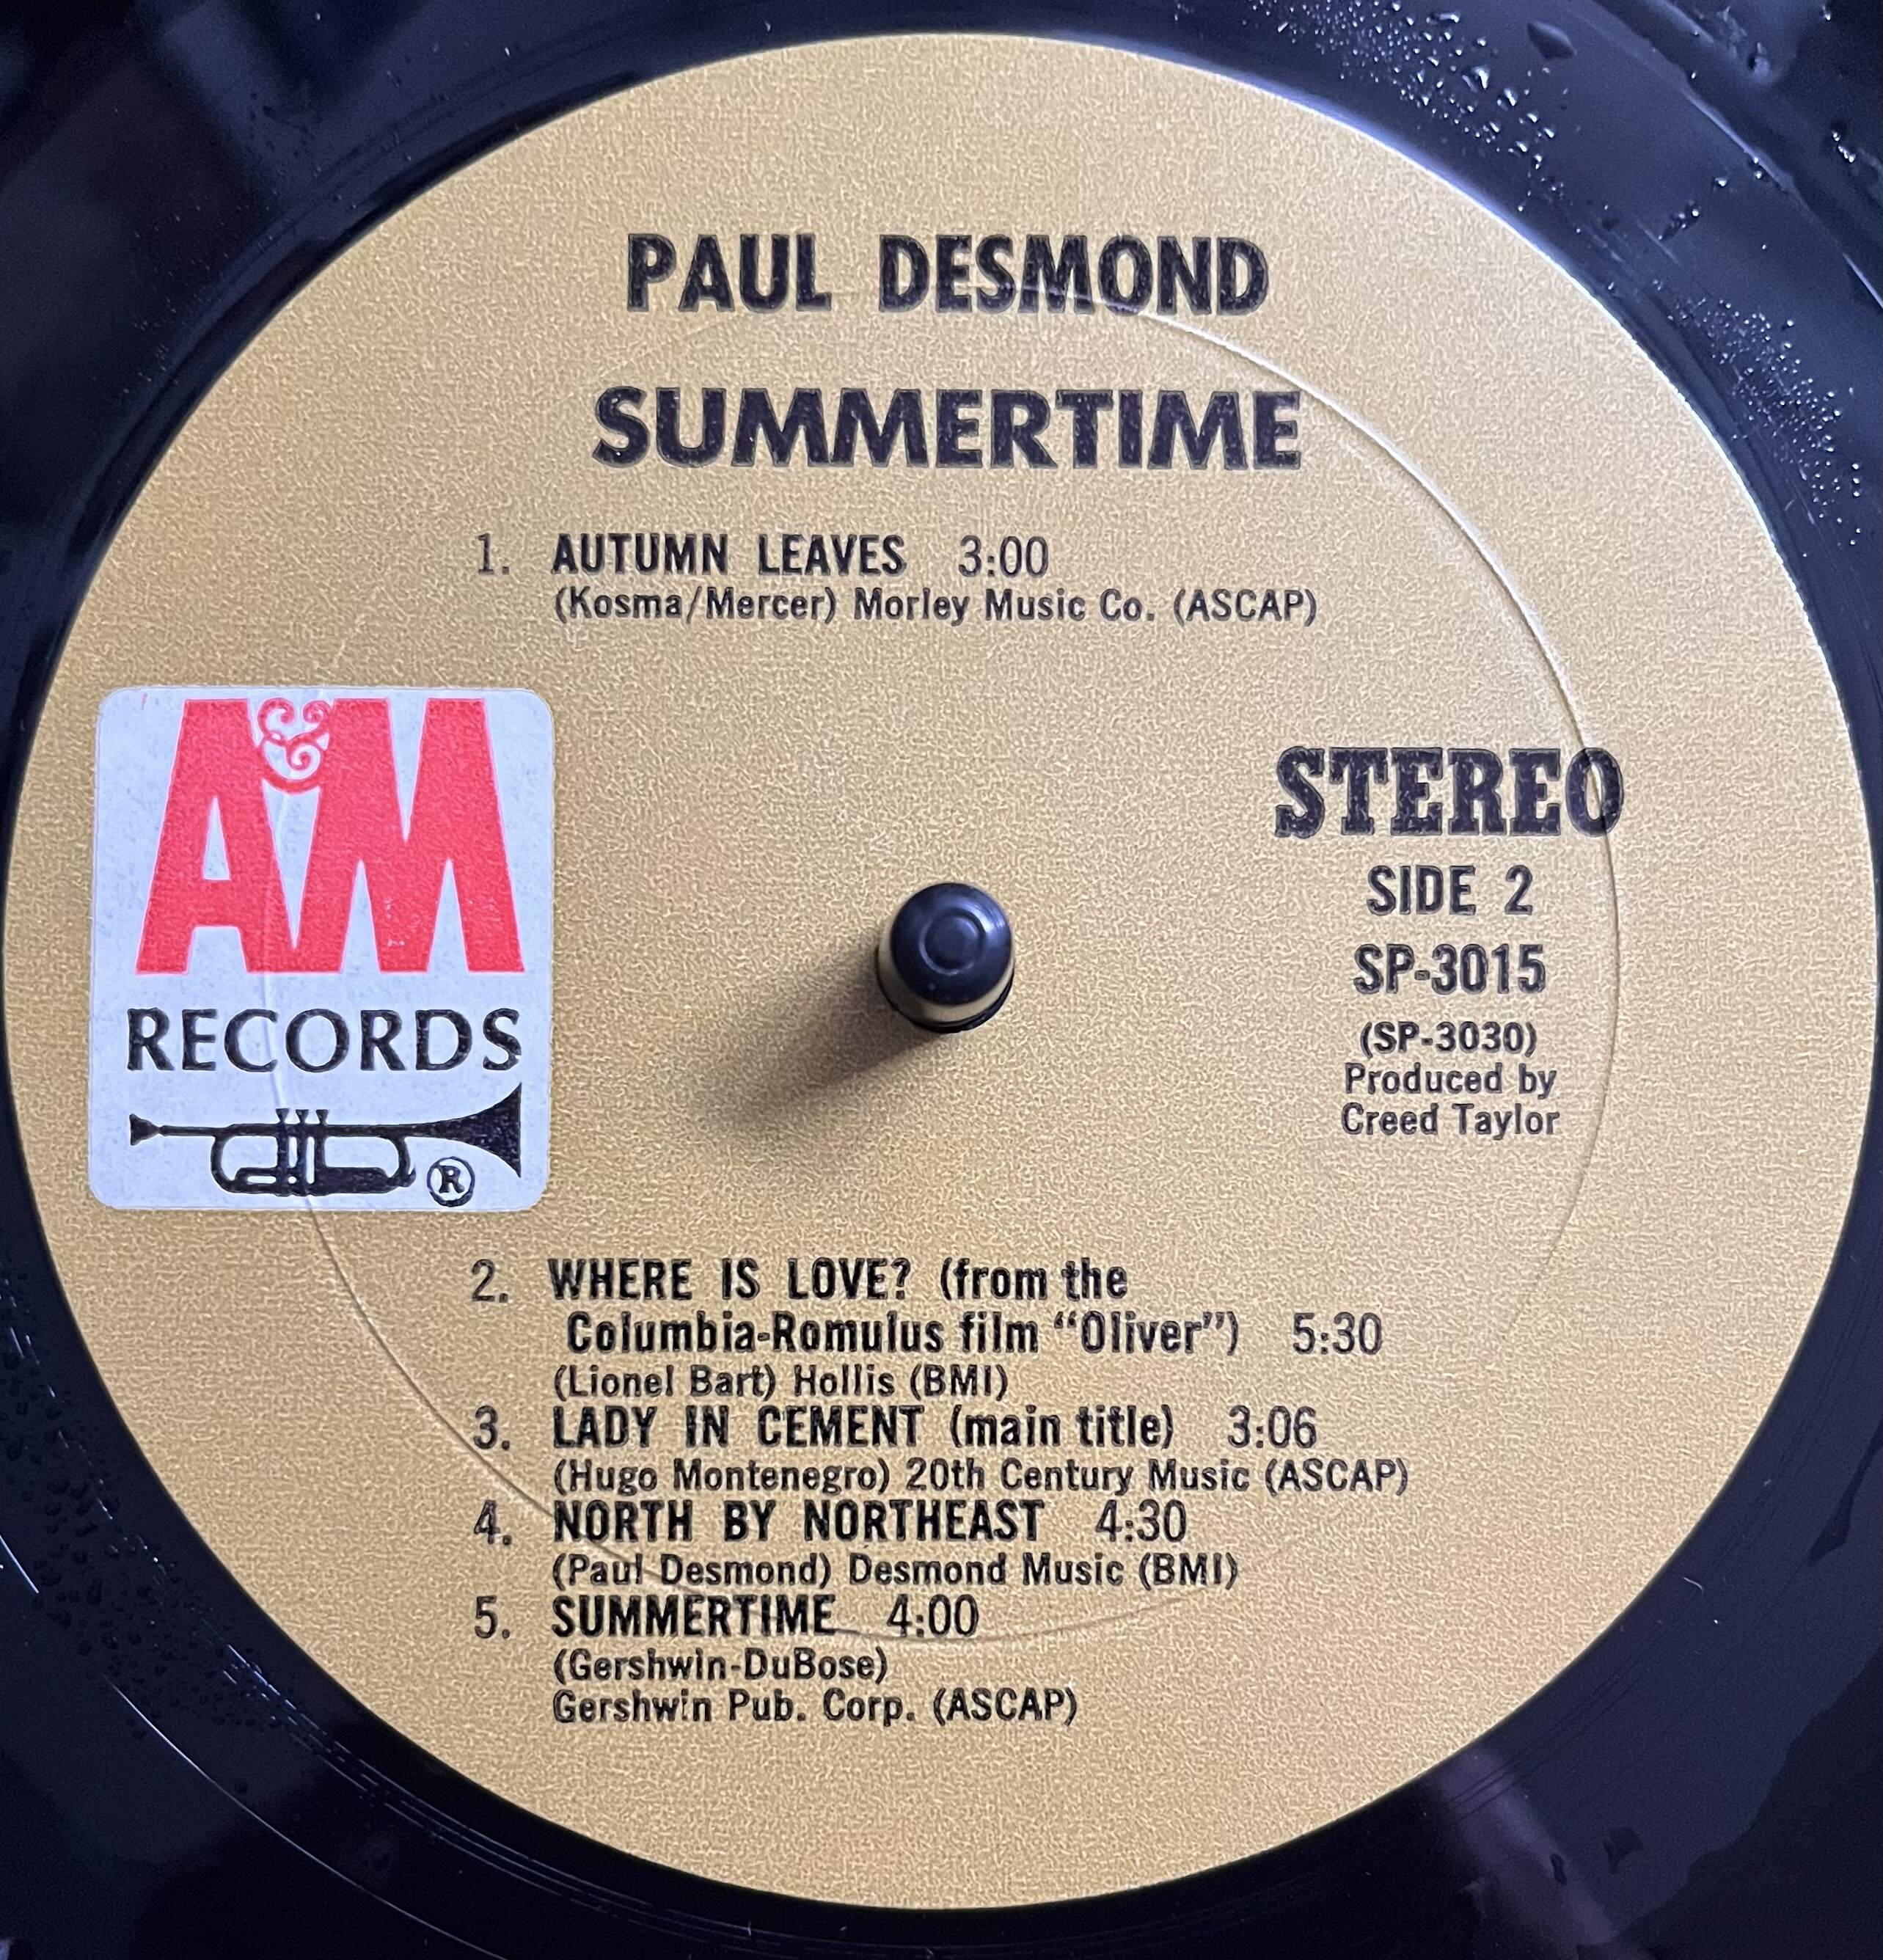 PAUL DESMOND
SUMMERTIME
1. AUTUMN LEAVES 3:00
(Kosma/Mercer) Morley Music Co. (ASCAP)
A&M
RECORDS
®
STEREO
SIDE 2
SP-3015
(SP-3030)
Produced by
Creed Taylor
2. WHERE IS LOVE? (from the
Columbia-Romulus film “Oliver”) 5:30
(Lionel Bart) Hollis (BMI)
3. LADY IN CEMENT (main title) 3:06
(Hugo Montenegro) 20th Century Music (ASCAP)
4. NORTH BY NORTHEAST 4:30
(Paul Desmond) Desmond Music (BMI)
5. SUMMERTIME 4:00
(Gershwin-DuBose)
Gershwin Pub. Corp. (ASCAP)